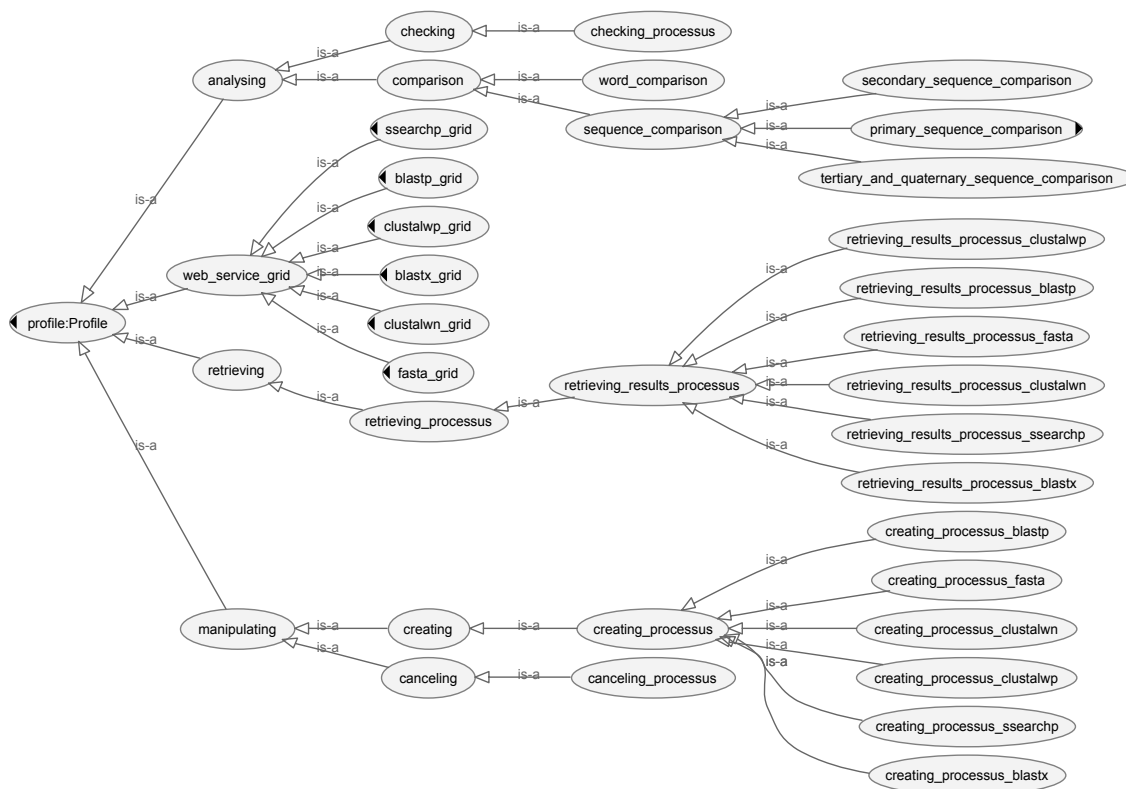 checking
is-a
checking_processus
is-a
analysing
is-a
comparison
is-a
word_comparison
secondary_sequence_comparison
is-a
is-a
ssearchp_grid
sequence_comparison
is-a
primary_sequence_comparison
is-a
is-a
blastp_grid
tertiary_and_quaternary_sequence_comparison
is-a
is-a
clustalwp_grid
retrieving_results_processus_clustalwp
is-a
is-a
web_service_grid
is-a
blastx_grid
retrieving_results_processus_blastp
is-a
is-a
is-a
profile:Profile
clustalwn_grid
is-a
is-a
retrieving_results_processus_fasta
is-a
retrieving
fasta_grid
is-a
retrieving_results_processus
is-a
retrieving_results_processus_clustalwn
is-a
retrieving_processus
is-a
is-a
retrieving_results_processus_ssearchp
is-a
is-a
retrieving_results_processus_blastx
creating_processus_blastp
is-a
creating_processus_fasta
is-a
manipulating
is-a
creating
is-a
creating_processus
is-a
creating_processus_clustalwn
is-a
is-a
is-a
canceling
is-a
canceling_processus
creating_processus_clustalwp
creating_processus_ssearchp
creating_processus_blastx